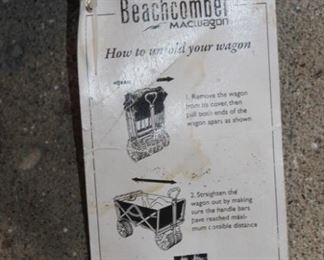 Beachcomber
MACWagon
How to unfold your wagon
1. Remove the wagon
from its cover, then
pull both ends of the
wagon apart as shown
2. Straighten the
wagon out by making
sure the handle bars
have reached maxi-
mum distance